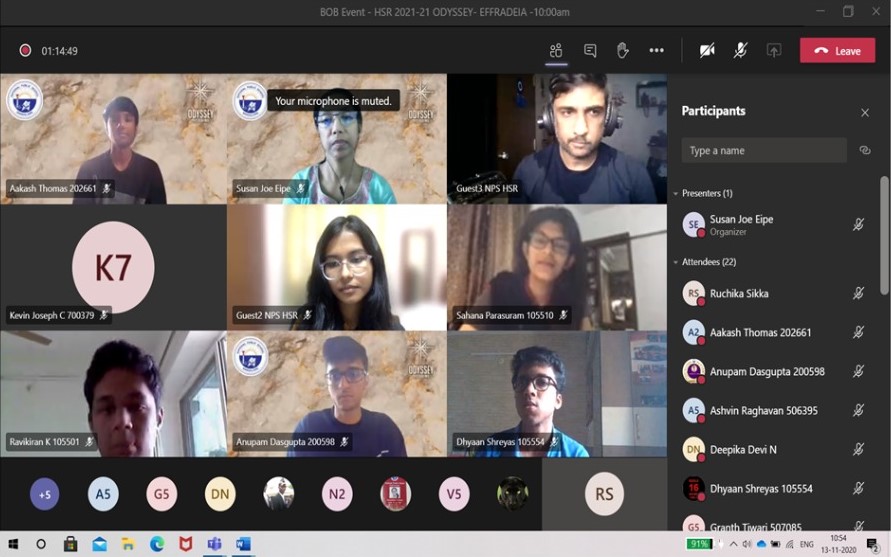 BOB Event - HSR 2021-21 ODYSSEY- EFFRADEIA -10:00am
01:14:49
Leave
Your microphone is muted.
ODYSSEY
ODYSSEY
Aakash Thomas 202661
Susan Joe Eipe
Guest3 NPS HSR
K7
Kevin Joseph C 700379
Guest2 NPS HSR
Sahana Parasuram 105510
ODYSSEY
Ravikiran K 105501
Anupam Dasgupta 200598
Dhyaan Shreyas 105554
+5
A5
G5
DN
N2
V5
RS
Participants
Type a name
Presenters (1)
SE
Susan Joe Eipe
Organizer
Attendees (22)
RS
Ruchika Sikka
A2
Aakash Thomas 202661
Anupam Dasgupta 200598
A5
Ashvin Raghavan 506395
DN
Deepika Devi N
16
Dhyaan Shreyas 105554
G5
Granth Tiwari 507085
91%
ENG
10:54
13-11-2020